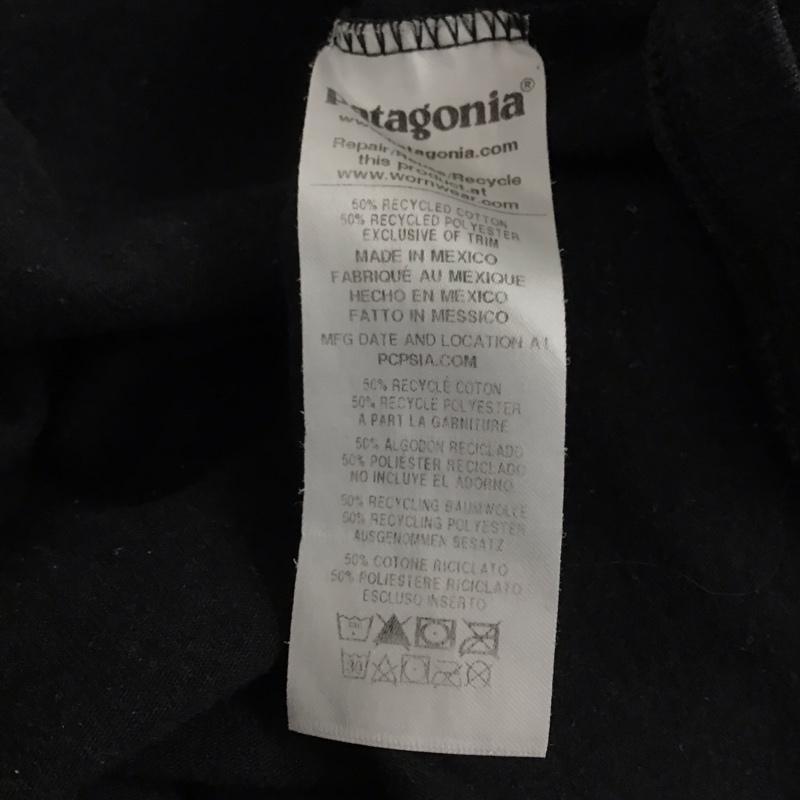 Patagonia®
www.patagonia.com
Repair/Reuse/Recycle
this product at
www.wornwear.com
50% RECYCLED COTTON
50% RECYCLED POLYESTER
EXCLUSIVE OF TRIM
MADE IN MEXICO
FABRIQUÉ AU MEXIQUE
HECHO EN MEXICO
FATTO IN MESSICO
MFG DATE AND LOCATION AT
PCPSIA.COM
50% RECYCLÉ COTON
50% RECYCLÉ POLYESTER
A PART LA GARNITURE
50% ALGODON RECICLADO
50% POLIESTER RECICLADO
NO INCLUYE EL ADORNO
50% RECYCLING BAUMWOLLE
50% RECYCLING POLYESTER
AUSGENOMMEN BESATZ
50% COTONE RICICLATO
50% POLIESTERE RICICLATO
ESCLUSO INSERTO
30